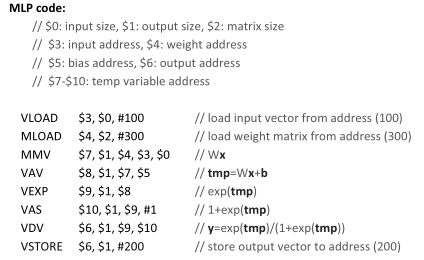 MLP code:
// $0: input size, $1: output size, $2: matrix size
// $3: input address, $4: weight address
// $5: bias address, $6: output address
// $7-$10: temp variable address
VLOAD $3, $0, #100 // load input vector from address (100)
MLOAD $4, $2, #300 // load weight matrix from address (300)
MMV $7, $1, $4, $3, $0 // Wx
VAV $8, $1, $7, $5 // tmp=Wx+b
VEXP $9, $1, $8 // exp(tmp)
VAS $10, $1, $9, #1 // 1+exp(tmp)
VDV $6, $1, $9, $10 // y=exp(tmp)/(1+exp(tmp))
VSTORE $6, $1, #200 // store output vector to address (200)